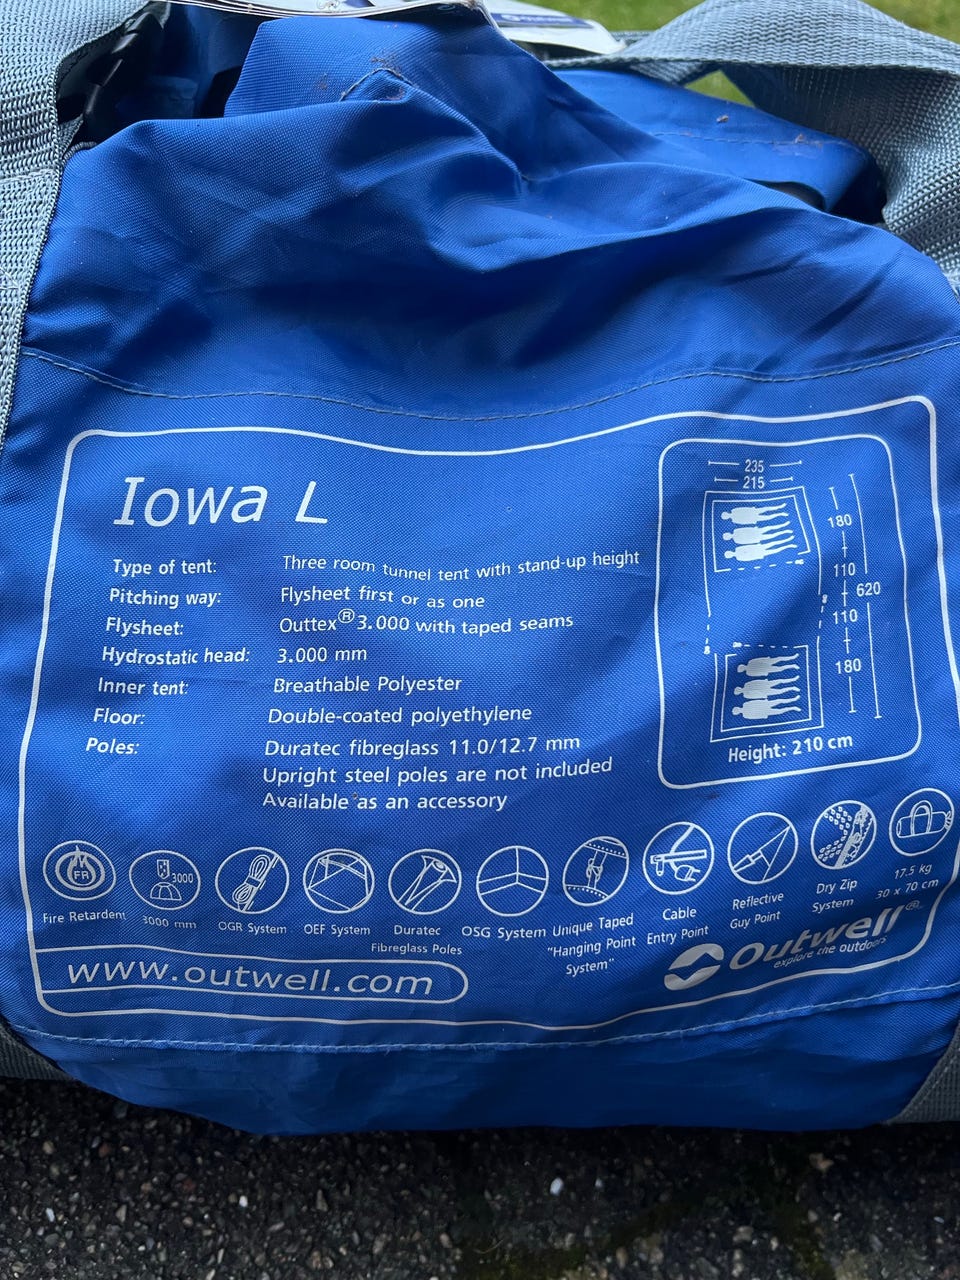 Iowa L
Type of tent: Three room tunnel tent with stand-up height
Pitching way: Flysheet first or as one
Flysheet: Outtex® 3.000 with taped seams
Hydrostatic head: 3.000 mm
Inner tent: Breathable Polyester
Floor: Double-coated polyethylene
Poles: Duratec fibreglass 11.0/12.7 mm
Upright steel poles are not included
Available as an accessory
235
215
180
110
620
110
180
Height: 210 cm
FR
Fire Retardent
3000
3000 mm
OGR System
OEF System
Duratec
Fibreglass Poles
OSG System
Unique Taped
"Hanging Point
System"
Cable
Entry Point
Reflective
Guy Point
Dry Zip
System
17.5 kg
30 x 70 cm
www.outwell.com
Outwell®
explore the outdoors